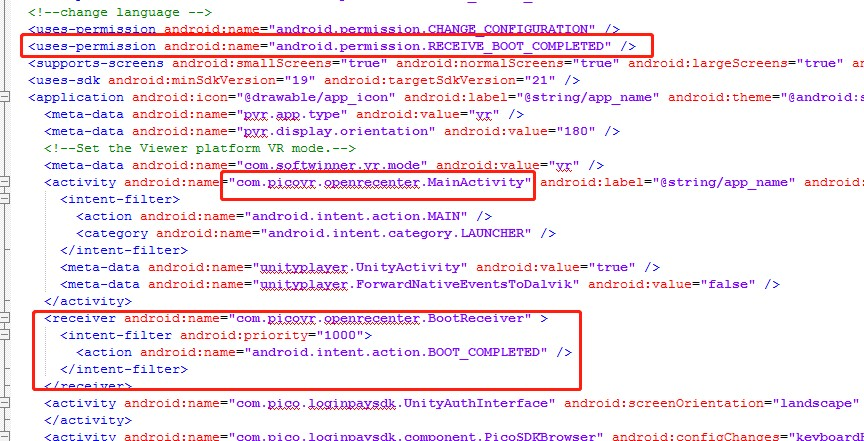 <!--change language -->
<uses-permission android:name="android.permission.CHANGE_CONFIGURATION" />
<uses-permission android:name="android.permission.RECEIVE_BOOT_COMPLETED" />
<supports-screens android:smallScreens="true" android:normalScreens="true" android:largeScreens="true"
<uses-sdk android:minSdkVersion="19" android:targetSdkVersion="21" />
<application android:icon="@drawable/app_icon" android:label="@string/app_name" android:theme="@android:s
<meta-data android:name="pvr.app.type" android:value="vr" />
<meta-data android:name="pvr.display.orientation" android:value="180" />
<!--Set the Viewer platform VR mode.-->
<meta-data android:name="com.softwinner.vr.mode" android:value="vr" />
<activity android:name="com.picovr.openrecenter.MainActivity" android:label="@string/app_name" android:
<intent-filter>
<action android:name="android.intent.action.MAIN" />
<category android:name="android.intent.category.LAUNCHER" />
</intent-filter>
<meta-data android:name="unityplayer.UnityActivity" android:value="true" />
<meta-data android:name="unityplayer.ForwardNativeEventsToDalvik" android:value="false" />
</activity>
<receiver android:name="com.picovr.openrecenter.BootReceiver" >
<intent-filter android:priority="1000">
<action android:name="android.intent.action.BOOT_COMPLETED" />
</intent-filter>
</receiver>
<activity android:name="com.pico.loginpaysdk.UnityAuthInterface" android:screenOrientation="landscape"
</activity>
<activity android:name="com.pico.loginpaysdk.component.PicoSDKBrowser" android:configChanges="keyboard